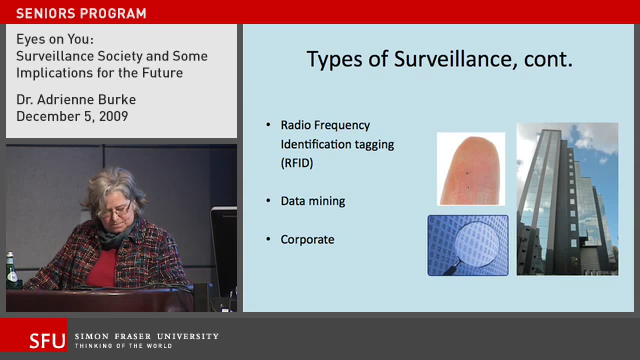 SENIORS PROGRAM
Eyes on You:
Surveillance Society and Some
Implications for the Future
Dr. Adrienne Burke
December 5, 2009
Types of Surveillance, cont.
• Radio Frequency
Identification tagging
(RFID)
• Data mining
• Corporate
SFU
SIMON FRASER UNIVERSITY
THINKING OF THE WORLD